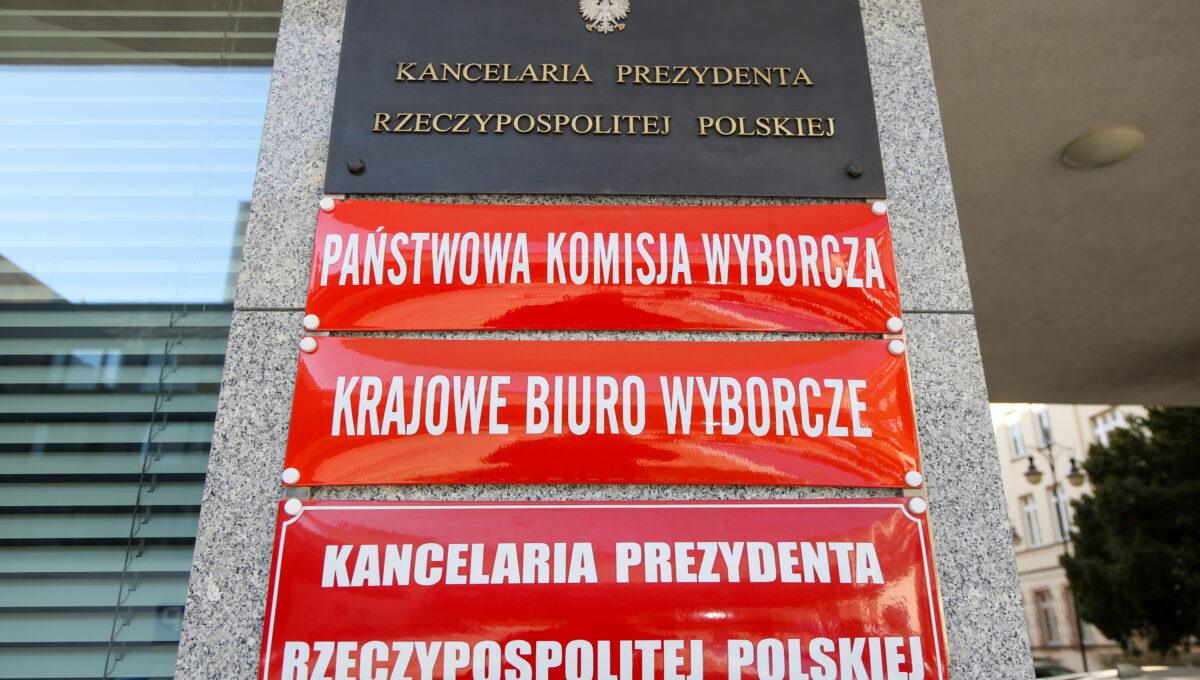 KANCELARIA PREZYDENTA
RZECZYPOSPOLITEJ POLSKIEJ
PAŃSTWOWA KOMISJA WYBORCZA
KRAJOWE BIURO WYBORCZE
KANCELARIA PREZYDENTA
RZECZYPOSPOLITEJ POLSKIEJ